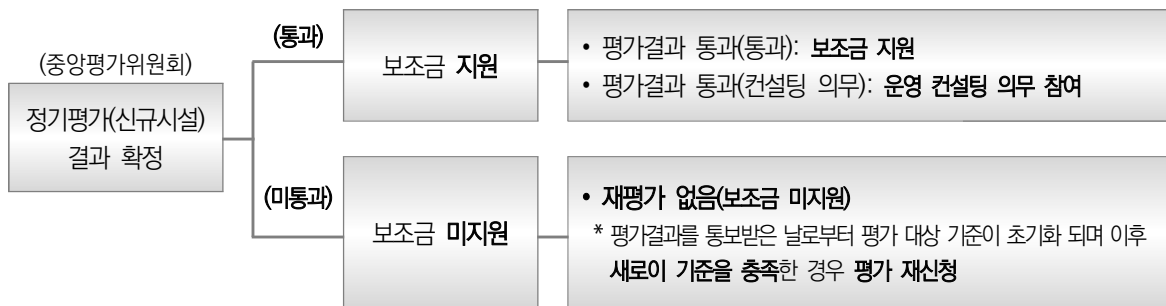 (중앙평가위원회)
정기평가(신규시설)
결과 확정
(통과)
보조금 지원
• 평가결과 통과(통과): 보조금 지원
• 평가결과 통과(컨설팅 의무): 운영 컨설팅 의무 참여
(미통과)
보조금 미지원
• 재평가 없음(보조금 미지원)
* 평가결과를 통보받은 날로부터 평가 대상 기준이 초기화 되며 이후
새로이 기준을 충족한 경우 평가 재신청